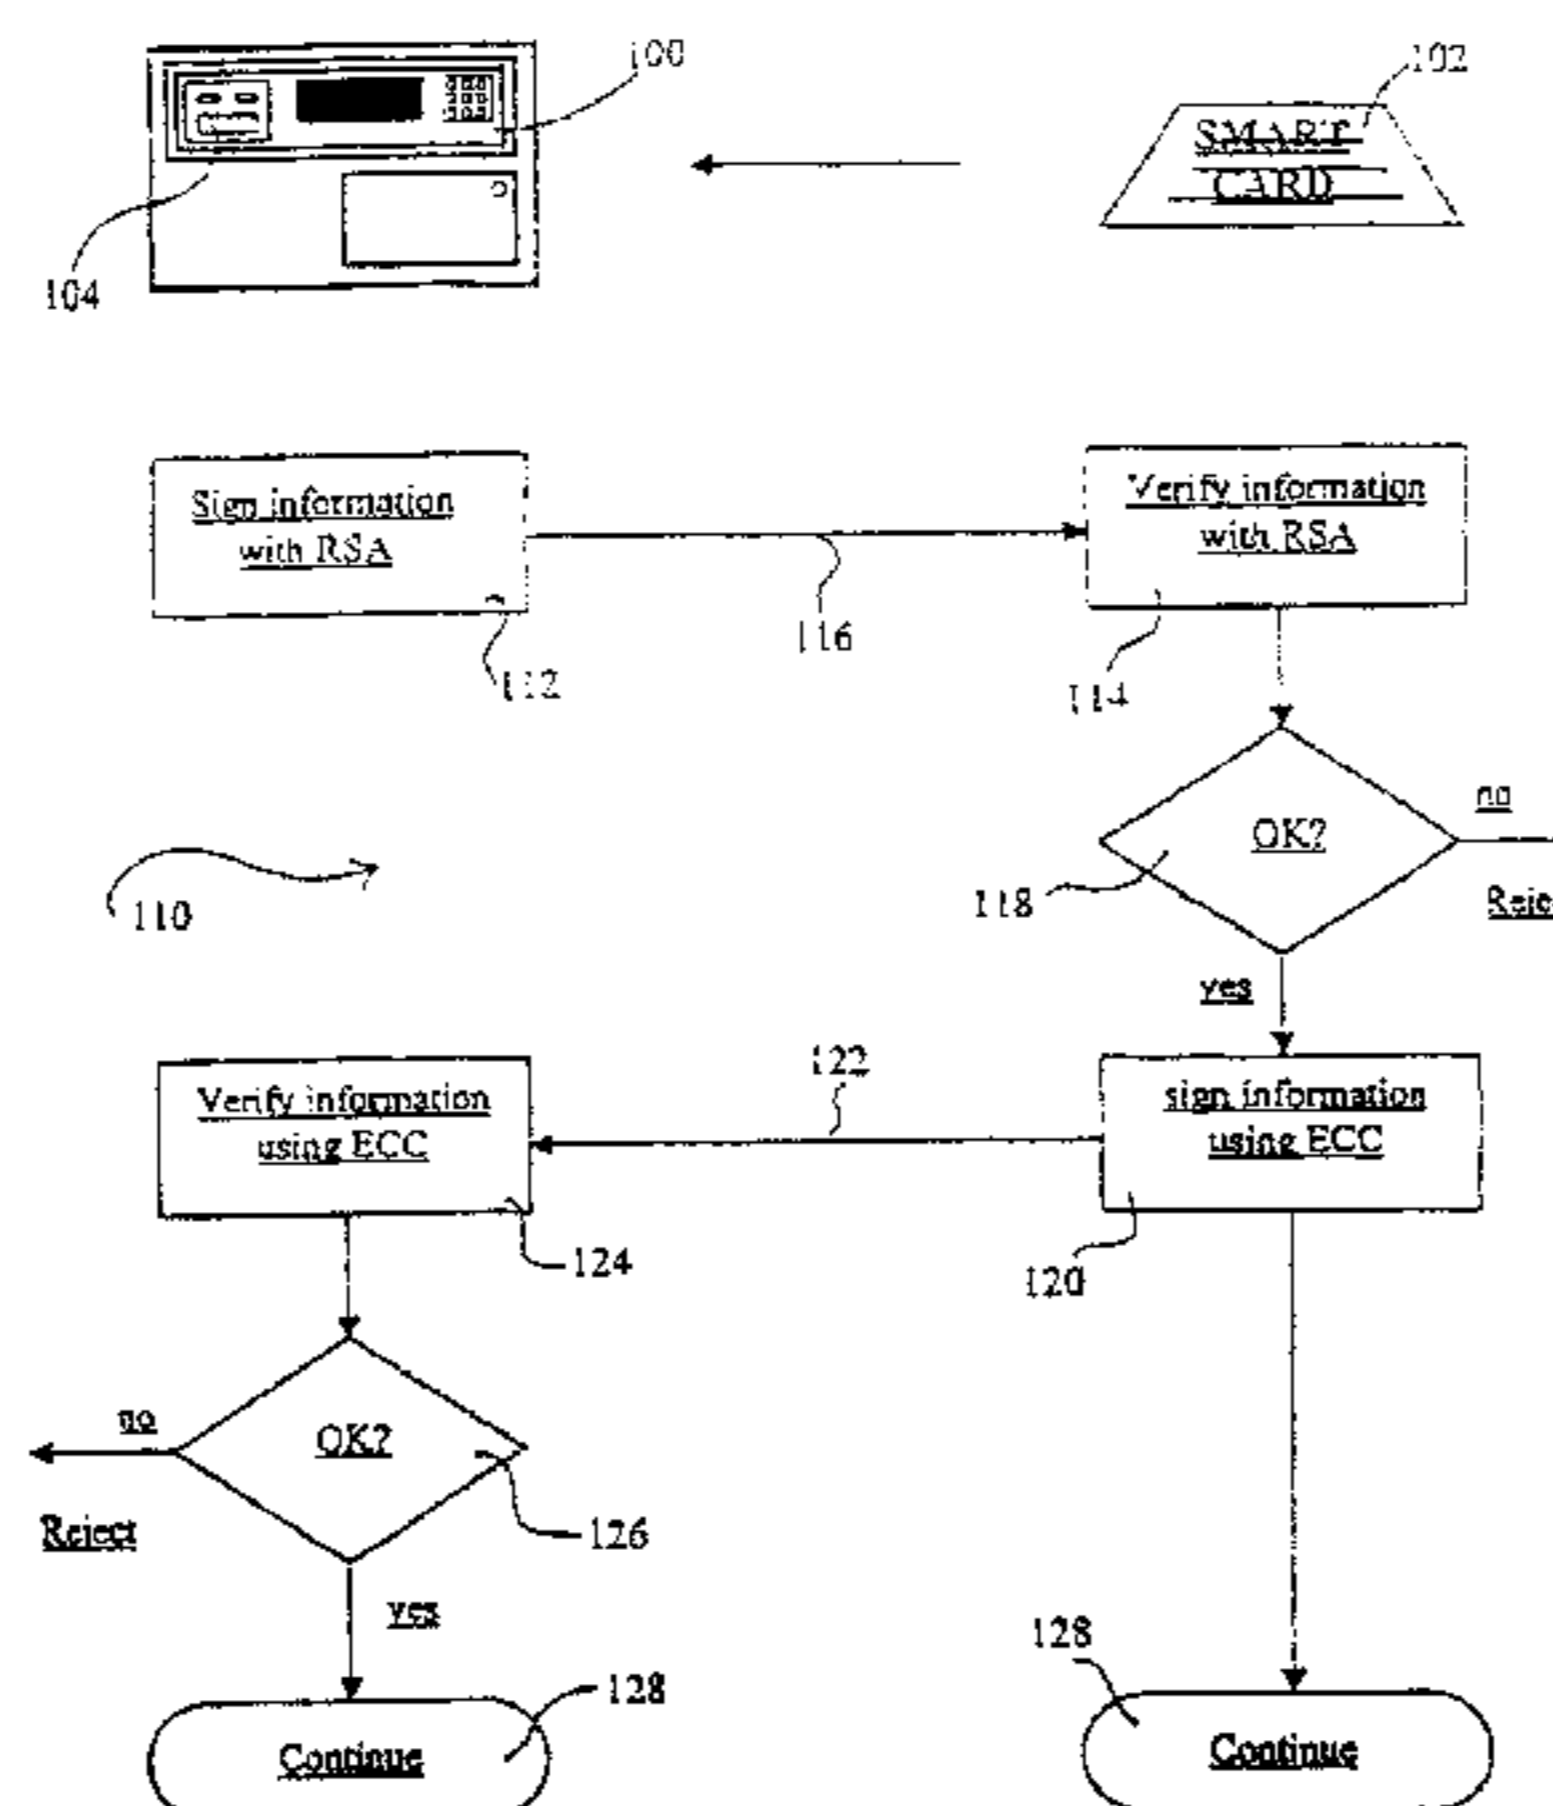 100
102
SMART
CARD
104
Sign information
with RSA
Verify information
with RSA
116
112
114
OK?
no
118
110
yes
122
Verify information
using ECC
sign information
using ECC
124
120
OK?
no
126
Reject
yes
128
128
Continue
Continue